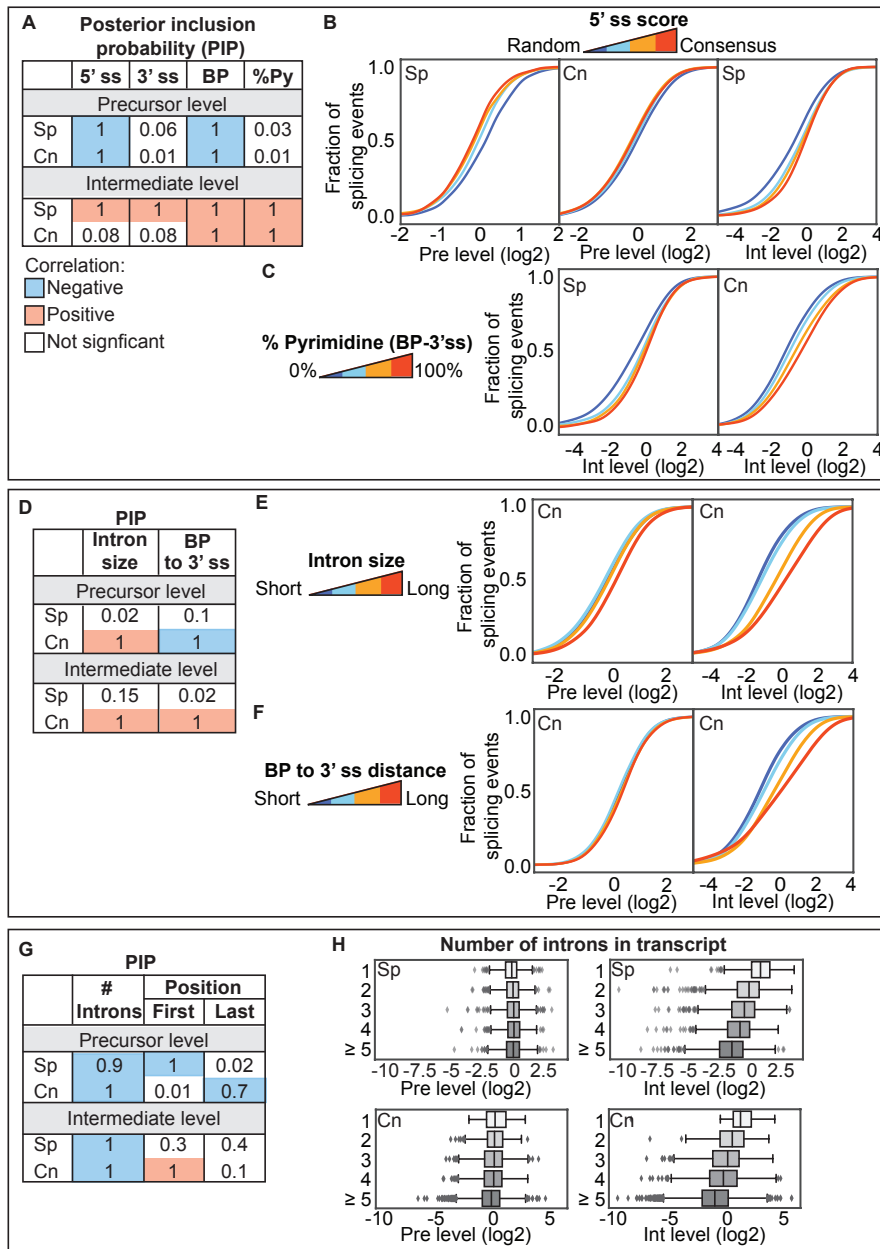 A
Posterior inclusion
probability (PIP)
5’ ss 3’ ss BP %Py
Precursor level
Sp 1 0.06 1 0.03
Cn 1 0.01 1 0.01
Intermediate level
Sp 1 1 1 1
Cn 0.08 0.08 1 1
Correlation:
Negative
Positive
Not signficant
B
5’ ss score
Random Consensus
Fraction of
splicing events
1.0
0.5
0.0
Sp
-2 -1 0 1 2
Pre level (log2)
Cn
-2 0 2
Pre level (log2)
Sp
-4 -2 0 2 4
Int level (log2)
C
% Pyrimidine (BP-3’ss)
0% 100%
Fraction of
splicing events
1.0
0.5
0.0
Sp
-4 -2 0 2
Int level (log2)
Cn
-4 -2 0 2 4
Int level (log2)
D
PIP
Intron
size
BP
to 3’ ss
Precursor level
Sp 0.02 0.1
Cn 1 1
Intermediate level
Sp 0.15 0.02
Cn 1 1
E
Intron size
Short Long
Fraction of
splicing events
1.0
0.5
0.0
Cn
-2 0 2
Pre level (log2)
Cn
-4 -2 0 2 4
Int level (log2)
F
BP to 3’ ss distance
Short Long
Fraction of
splicing events
1.0
0.5
0.0
Cn
-2 0 2
Pre level (log2)
Cn
-4 -2 0 2 4
Int level (log2)
G
PIP
#
Introns
Position
First Last
Precursor level
Sp 0.9 1 0.02
Cn 1 0.01 0.7
Intermediate level
Sp 1 0.3 0.4
Cn 1 1 0.1
H
Number of introns in transcript
Sp
1
2
3
4
≥ 5
-10 -7.5 -5 -2.5 0 2.5
Pre level (log2)
Sp
1
2
3
4
≥ 5
-10 -7.5 -5 -2.5 0 2.5
Int level (log2)
Cn
1
2
3
4
≥ 5
-10 -5 0 5
Pre level (log2)
Cn
1
2
3
4
≥ 5
-10 -5 0 5
Int level (log2)